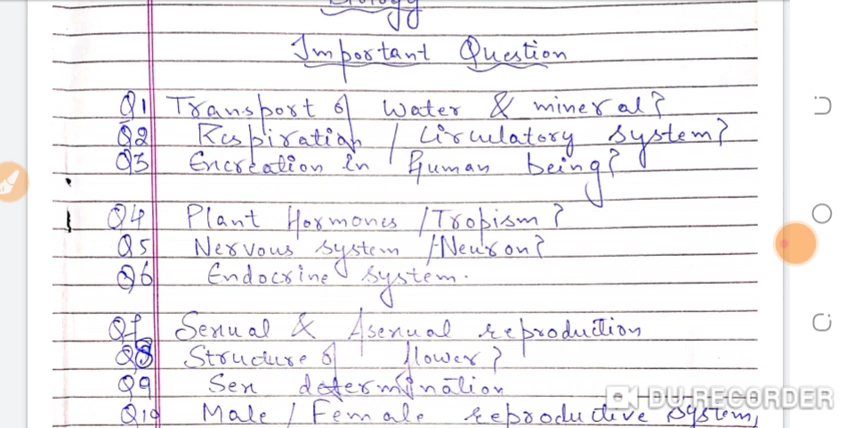 Biology
Important Question
Q1 Transport of water & mineral?
Q2 Respiration / Circulatory system?
Q3 Excreation in Human being?
Q4 Plant Hormones / Tropism?
Q5 Nervous system / Neuron?
Q6 Endocrine system.
Q7 Sexual & Asexual reproduction
Q8 Structure of flower?
Q9 Sex determination
Q10 Male / Female reproductive system,
DU RECORDER